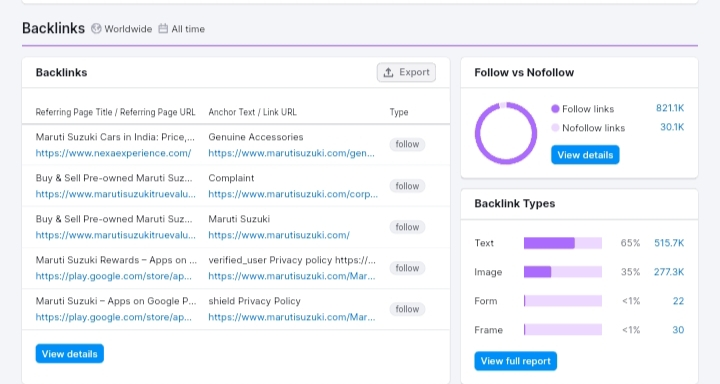 Backlinks Worldwide All time
Backlinks
Export
Referring Page Title / Referring Page URL Anchor Text / Link URL Type
Maruti Suzuki Cars in India: Price,... Genuine Accessories
https://www.nexaexperience.com/ https://www.marutisuzuki.com/gen...
follow
Buy & Sell Pre-owned Maruti Suz... Complaint
https://www.marutisuzukitruevalu... https://www.marutisuzuki.com/corp...
follow
Buy & Sell Pre-owned Maruti Suz... Maruti Suzuki
https://www.marutisuzukitruevalu... https://www.marutisuzuki.com/
follow
Maruti Suzuki Rewards – Apps on ... verified_user Privacy policy https://...
https://play.google.com/store/ap... https://www.marutisuzuki.com/Mar...
follow
Maruti Suzuki – Apps on Google P... shield Privacy Policy
https://play.google.com/store/ap... https://www.marutisuzuki.com/Mar...
follow
View details
Follow vs Nofollow
Follow links 821.1K
Nofollow links 30.1K
View details
Backlink Types
Text 65% 515.7K
Image 35% 277.3K
Form <1% 22
Frame <1% 30
View full report